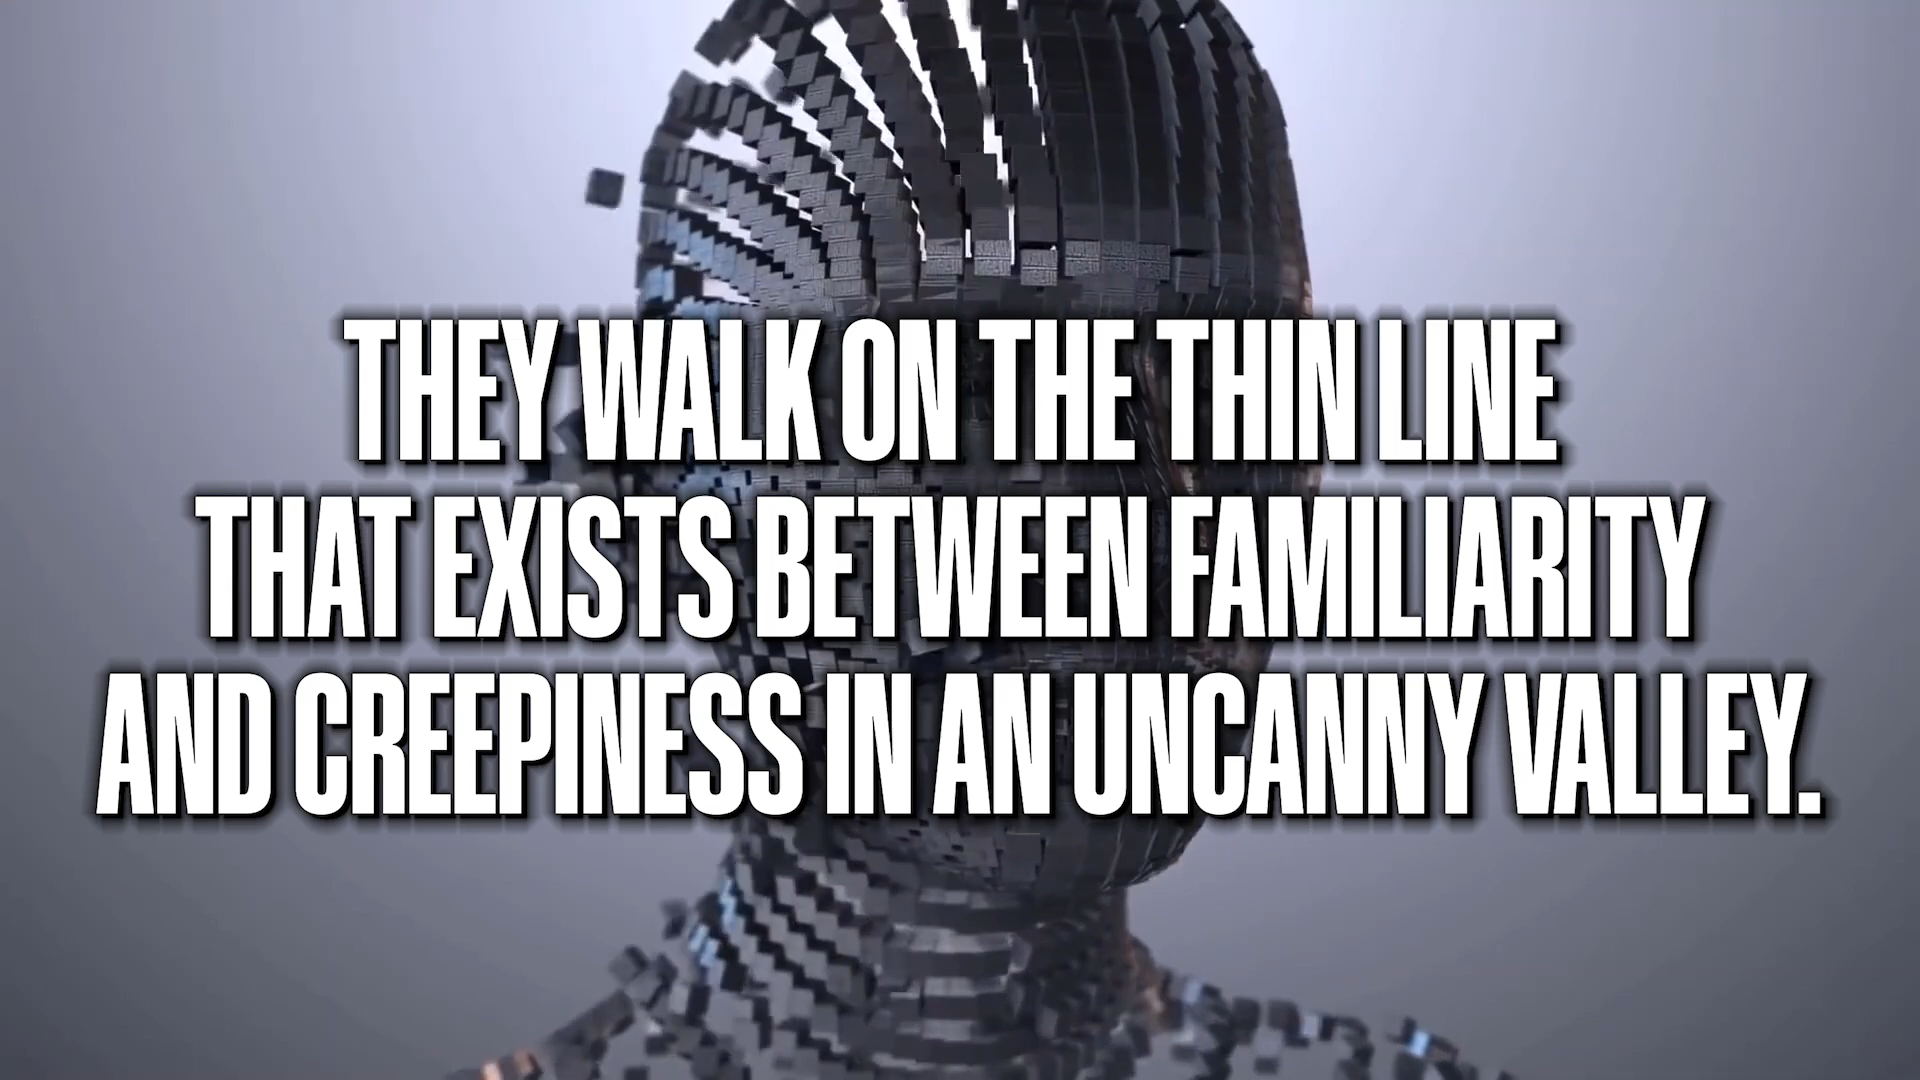 THEY WALK ON THE THIN LINE
THAT EXISTS BETWEEN FAMILIARITY
AND CREEPINESS IN AN UNCANNY VALLEY.